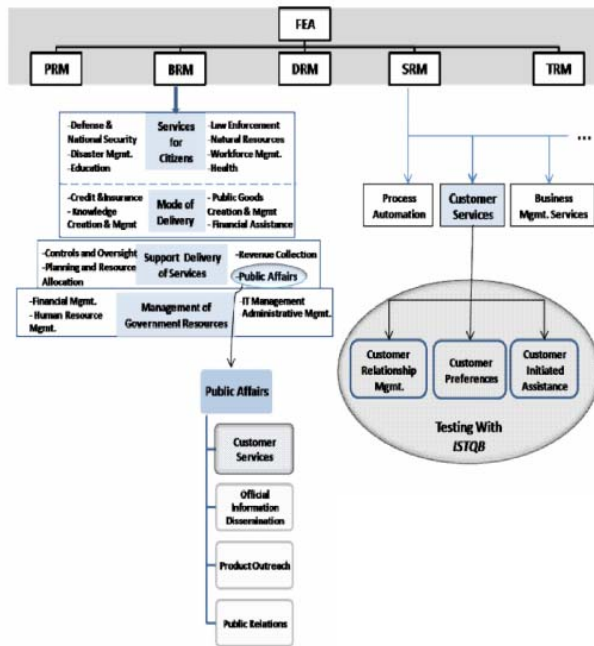 FEA
PRM
BRM
DRM
SRM
TRM
-Defense &
National Security
-Disaster Mgmt.
-Education
Services
for
Citizens
-Law Enforcement
-Natural Resources
-Workforce Mgmt.
-Health
-Credit &Insurance
- Knowledge
Creation & Mgmt
Mode of
Delivery
- Public Goods
Creation & Mgmt
- Financial Assistance
-Controls and Oversight
-Planning and Resource
Allocation
Support Delivery
of Services
-Revenue Collection
-Public Affairs
-Financial Mgmt.
- Human Resource
Mgmt.
Management of
Government Resources
-IT Management
Administrative Mgmt.
Public Affairs
Customer
Services
Official
Information
Dissemination
Product Outreach
Public Relations
...
Process
Automation
Customer
Services
Business
Mgmt. Services
Customer
Relationship
Mgmt.
Customer
Preferences
Customer
Initiated
Assistance
Testing With
ISTQB